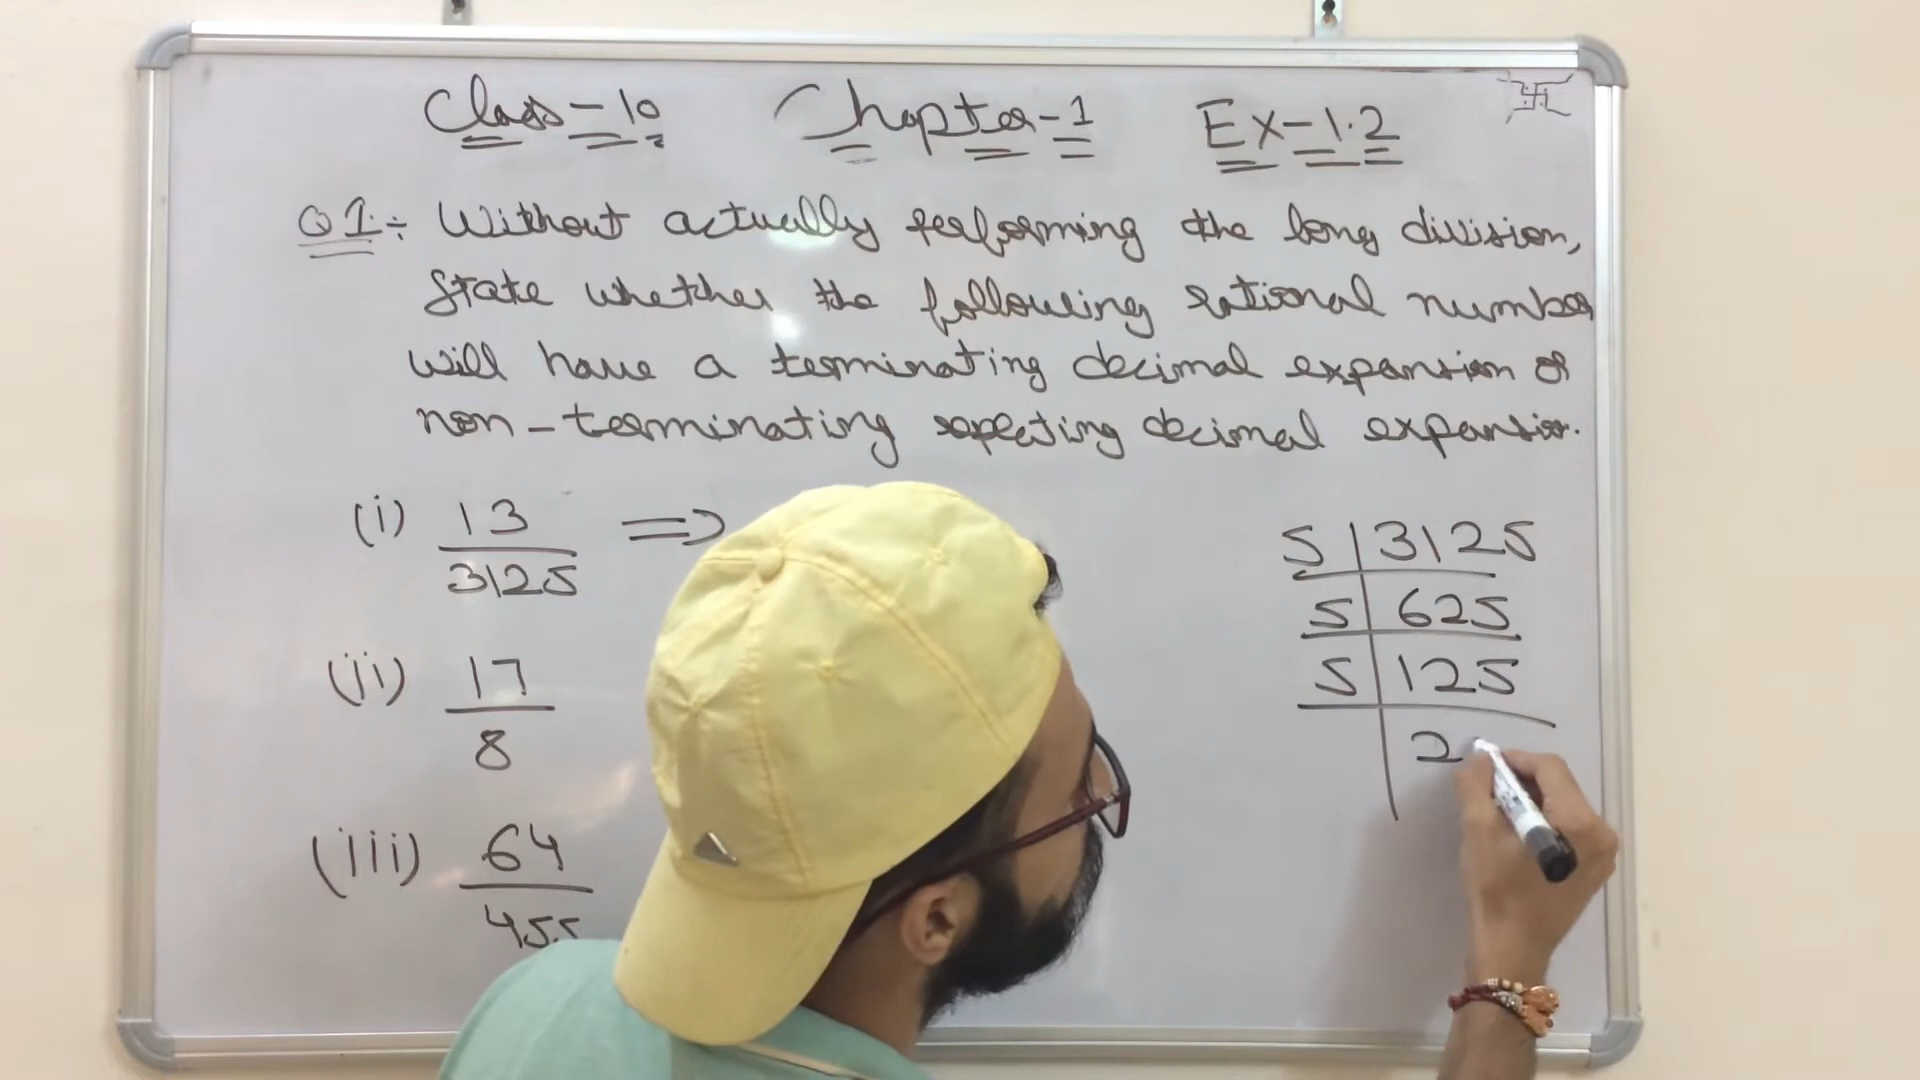 Class-10 Chapter-1 Ex-1.2
Q1÷ Without actually performing the long division,
State whether the following rational number
will have a terminating decimal expansion or
non-terminating repeating decimal expansion.
(i) 13/3125 =>
(ii) 17/8
(iii) 64/455
5 | 3125
5 | 625
5 | 125
2